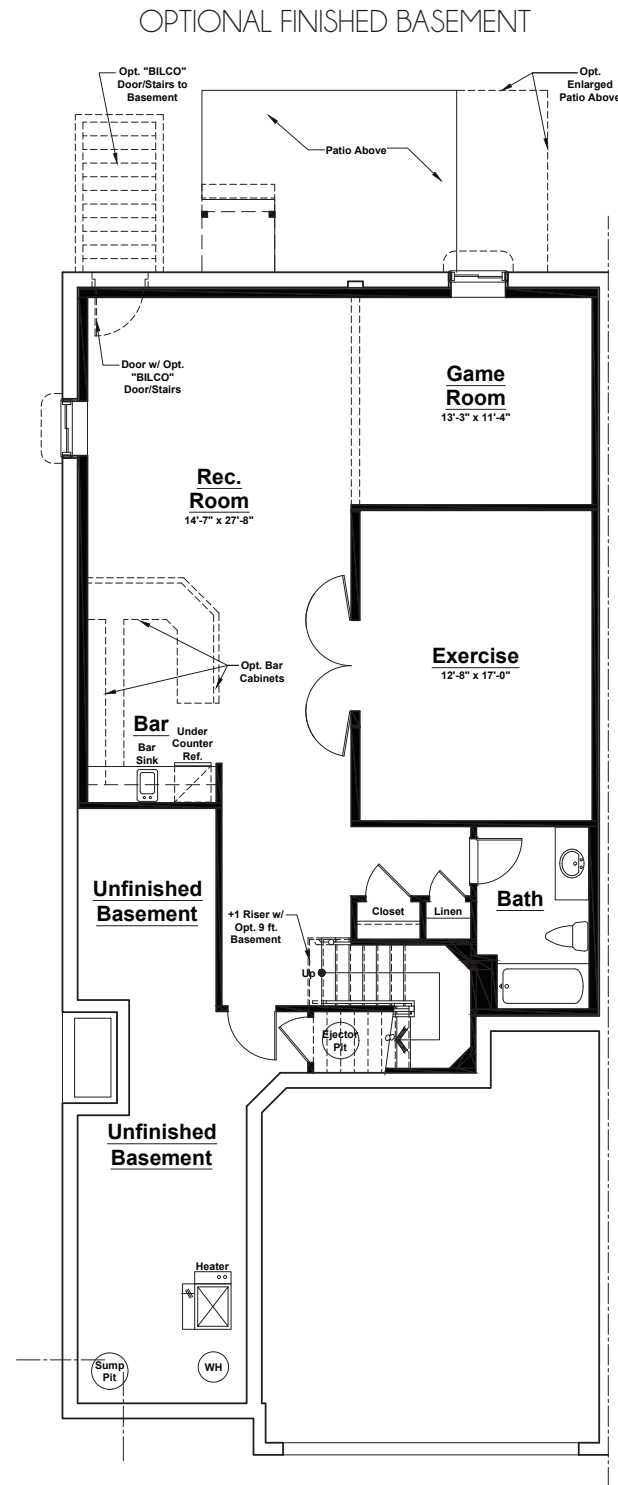 OPTIONAL FINISHED BASEMENT
Opt. "BILCO"
Door/Stairs to
Basement
Opt.
Enlarged
Patio Above
Patio Above
Door w/ Opt.
"BILCO"
Door/Stairs
Game
Room
13'-3" x 11'-4"
Rec.
Room
14'-7" x 27'-8"
Exercise
12'-8" x 17'-0"
Opt. Bar
Cabinets
Bar
Bar
Sink
Under
Counter
Ref.
Unfinished
Basement
+1 Riser w/
Opt. 9 ft.
Basement
Closet
Linen
Bath
Up
Ejector
Pit
Unfinished
Basement
Heater
Sump
Pit
WH